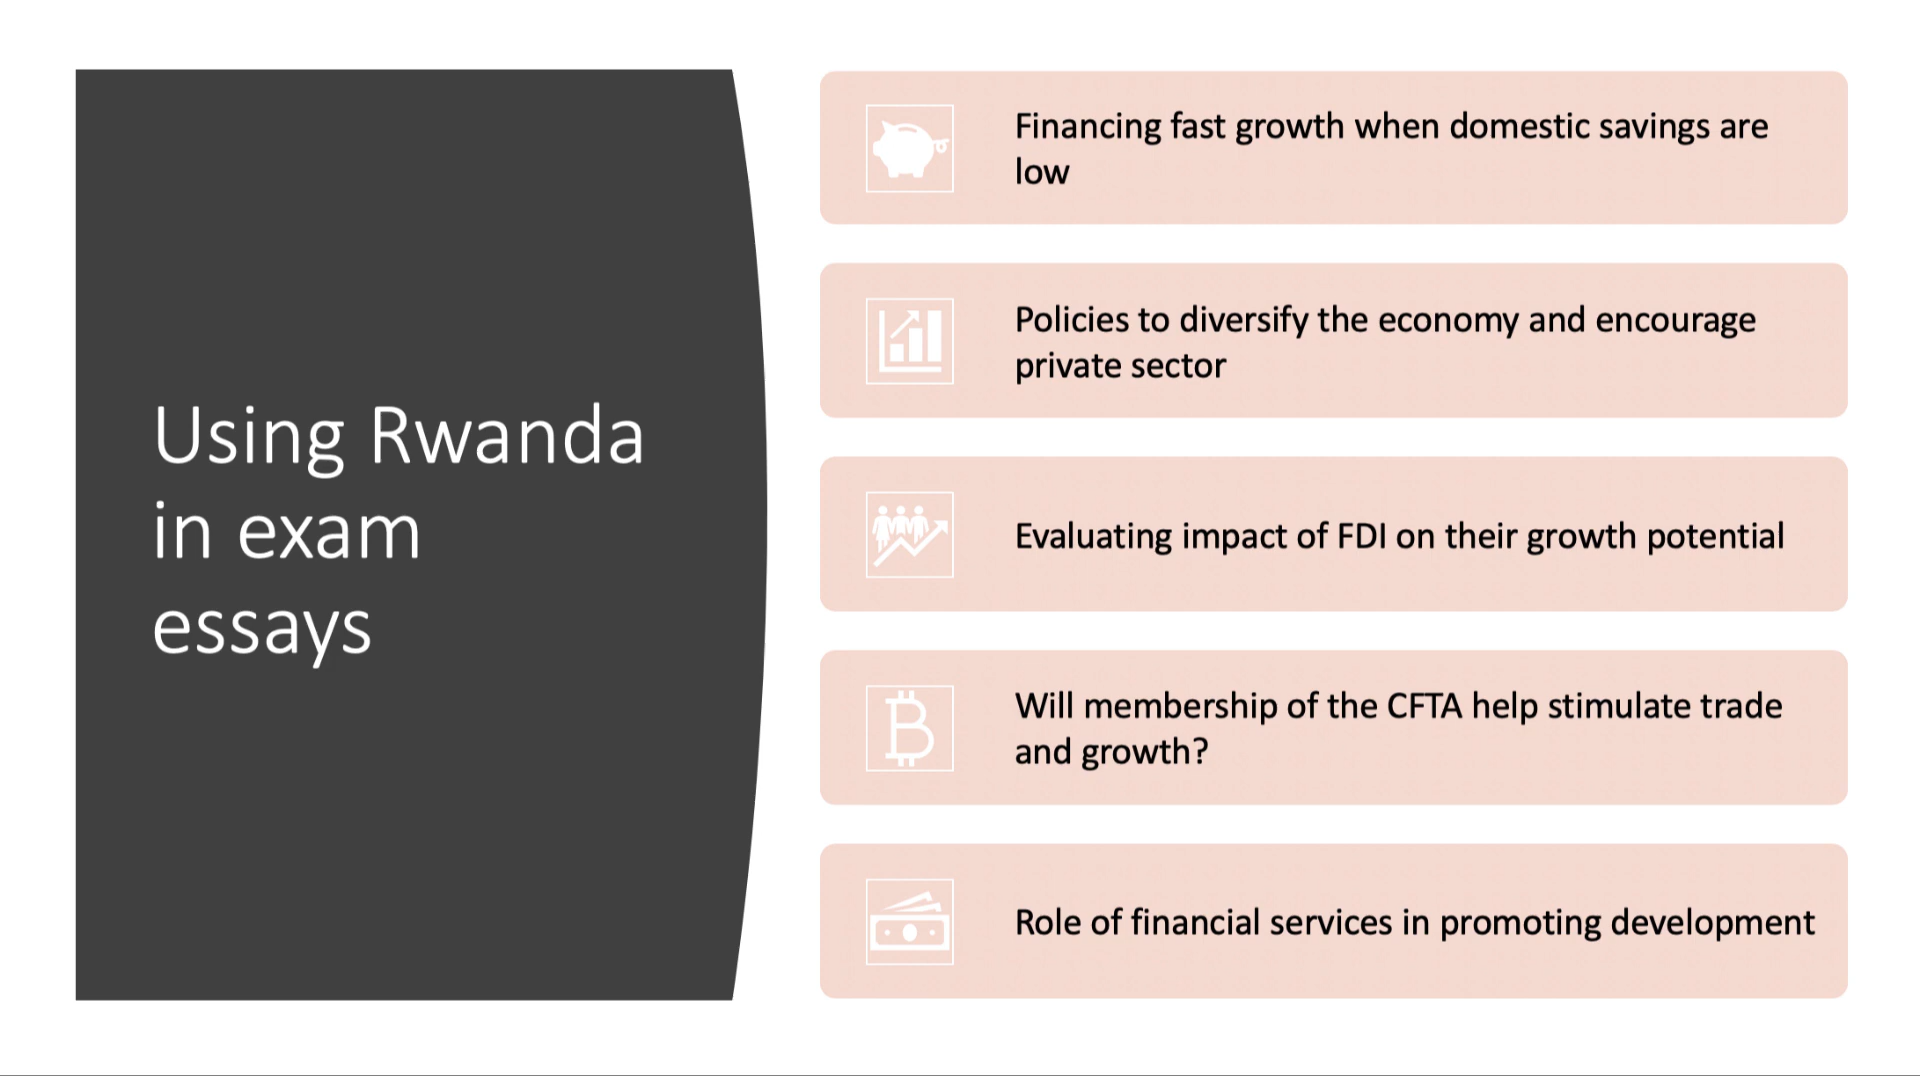 Using Rwanda
in exam
essays
Financing fast growth when domestic savings are
low
Policies to diversify the economy and encourage
private sector
Evaluating impact of FDI on their growth potential
Will membership of the CFTA help stimulate trade
and growth?
Role of financial services in promoting development